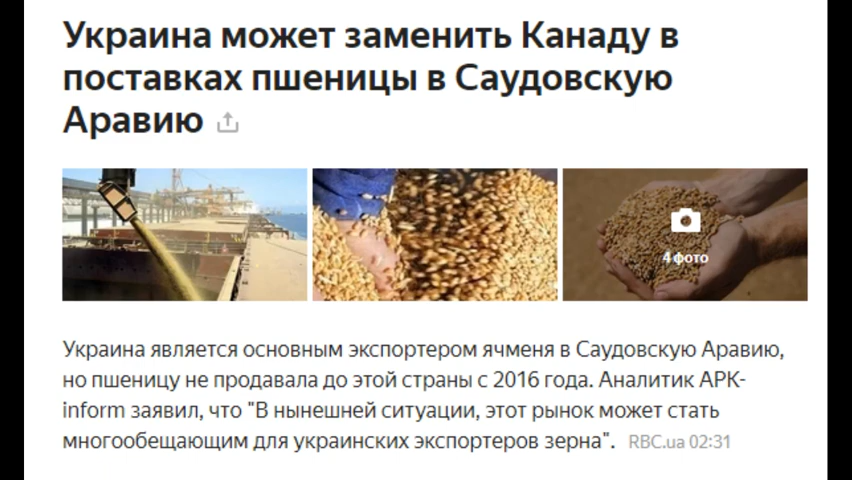 Украина может заменить Канаду в
поставках пшеницы в Саудовскую
Аравию
4 фото
Украина является основным экспортером ячменя в Саудовскую Аравию,
но пшеницу не продавала до этой страны с 2016 года. Аналитик APK-
inform заявил, что "В нынешней ситуации, этот рынок может стать
многообещающим для украинских экспортеров зерна". RBC.ua 02:31